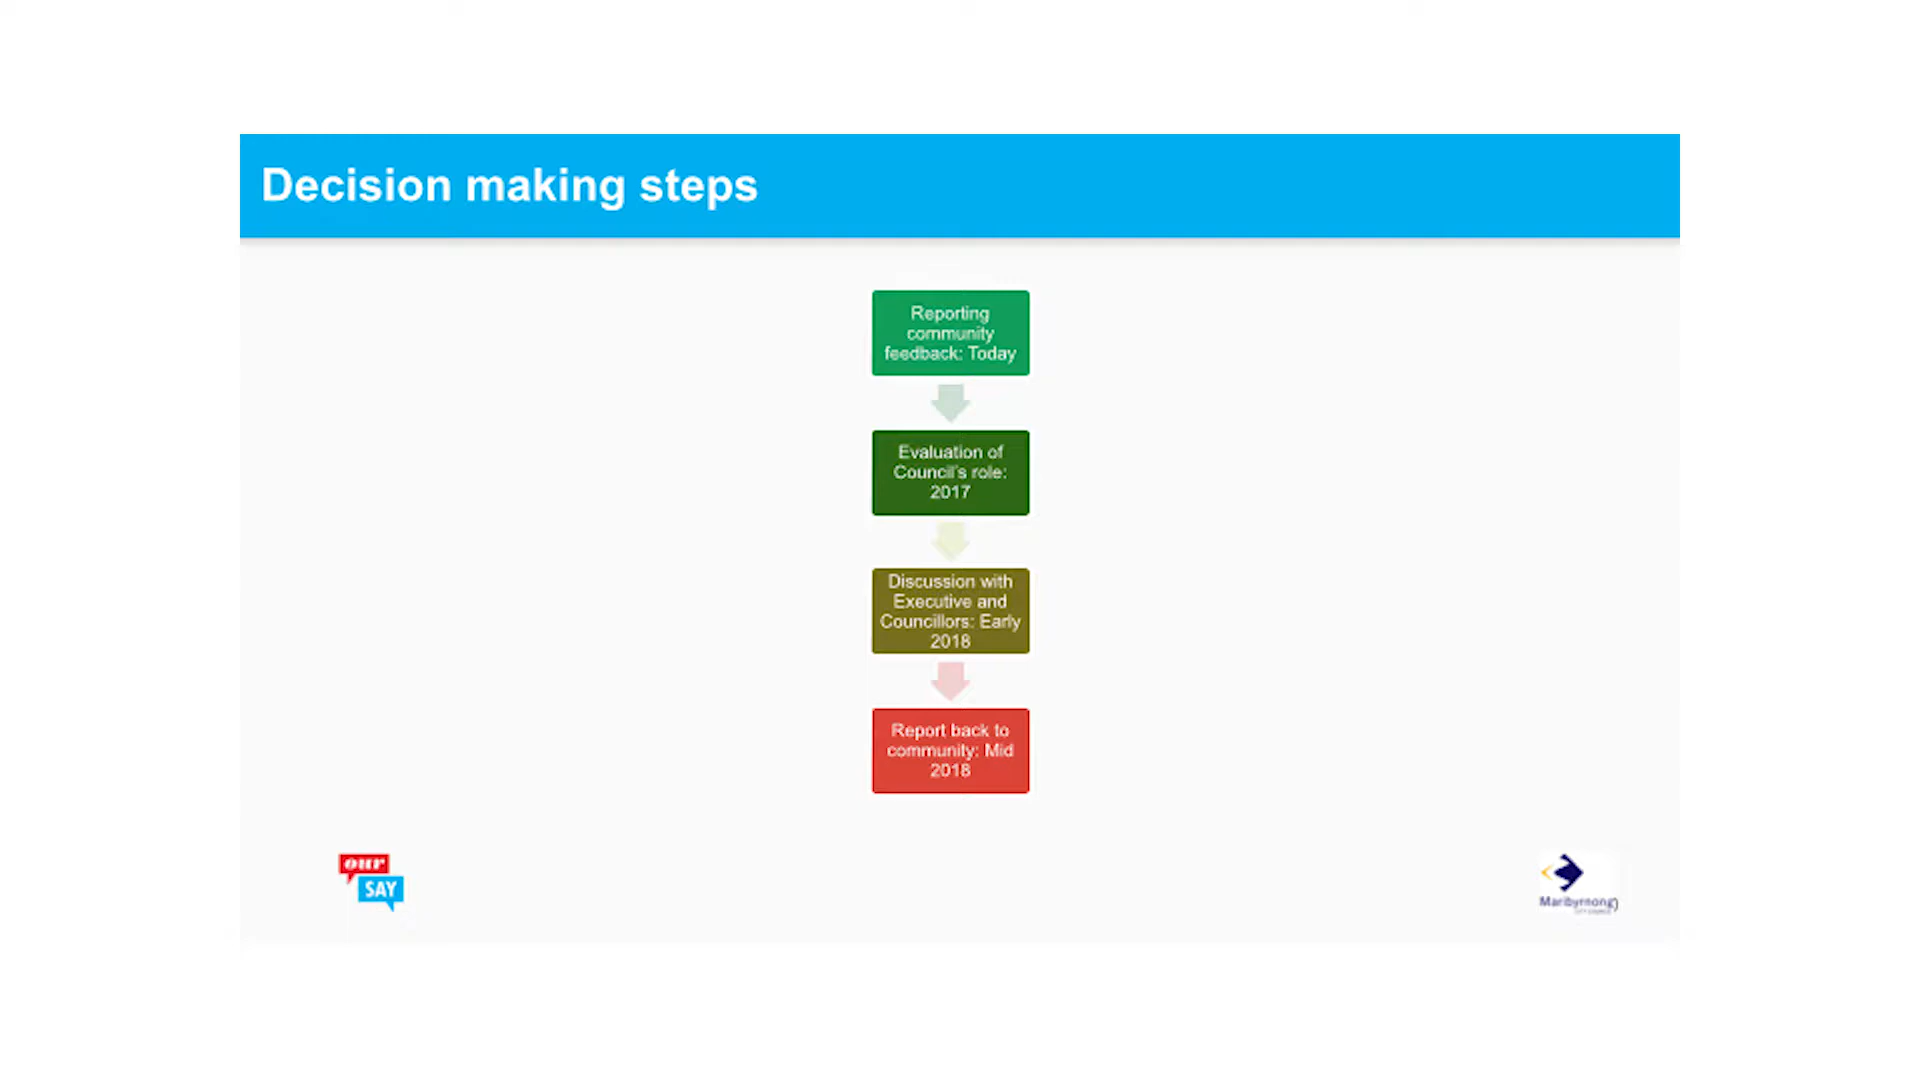 Decision making steps
Reporting
community
feedback: Today
Evaluation of
Council's role:
2017
Discussion with
Executive and
Councillors: Early
2018
Report back to
community: Mid
2018
our
SAY
Maribyrnong